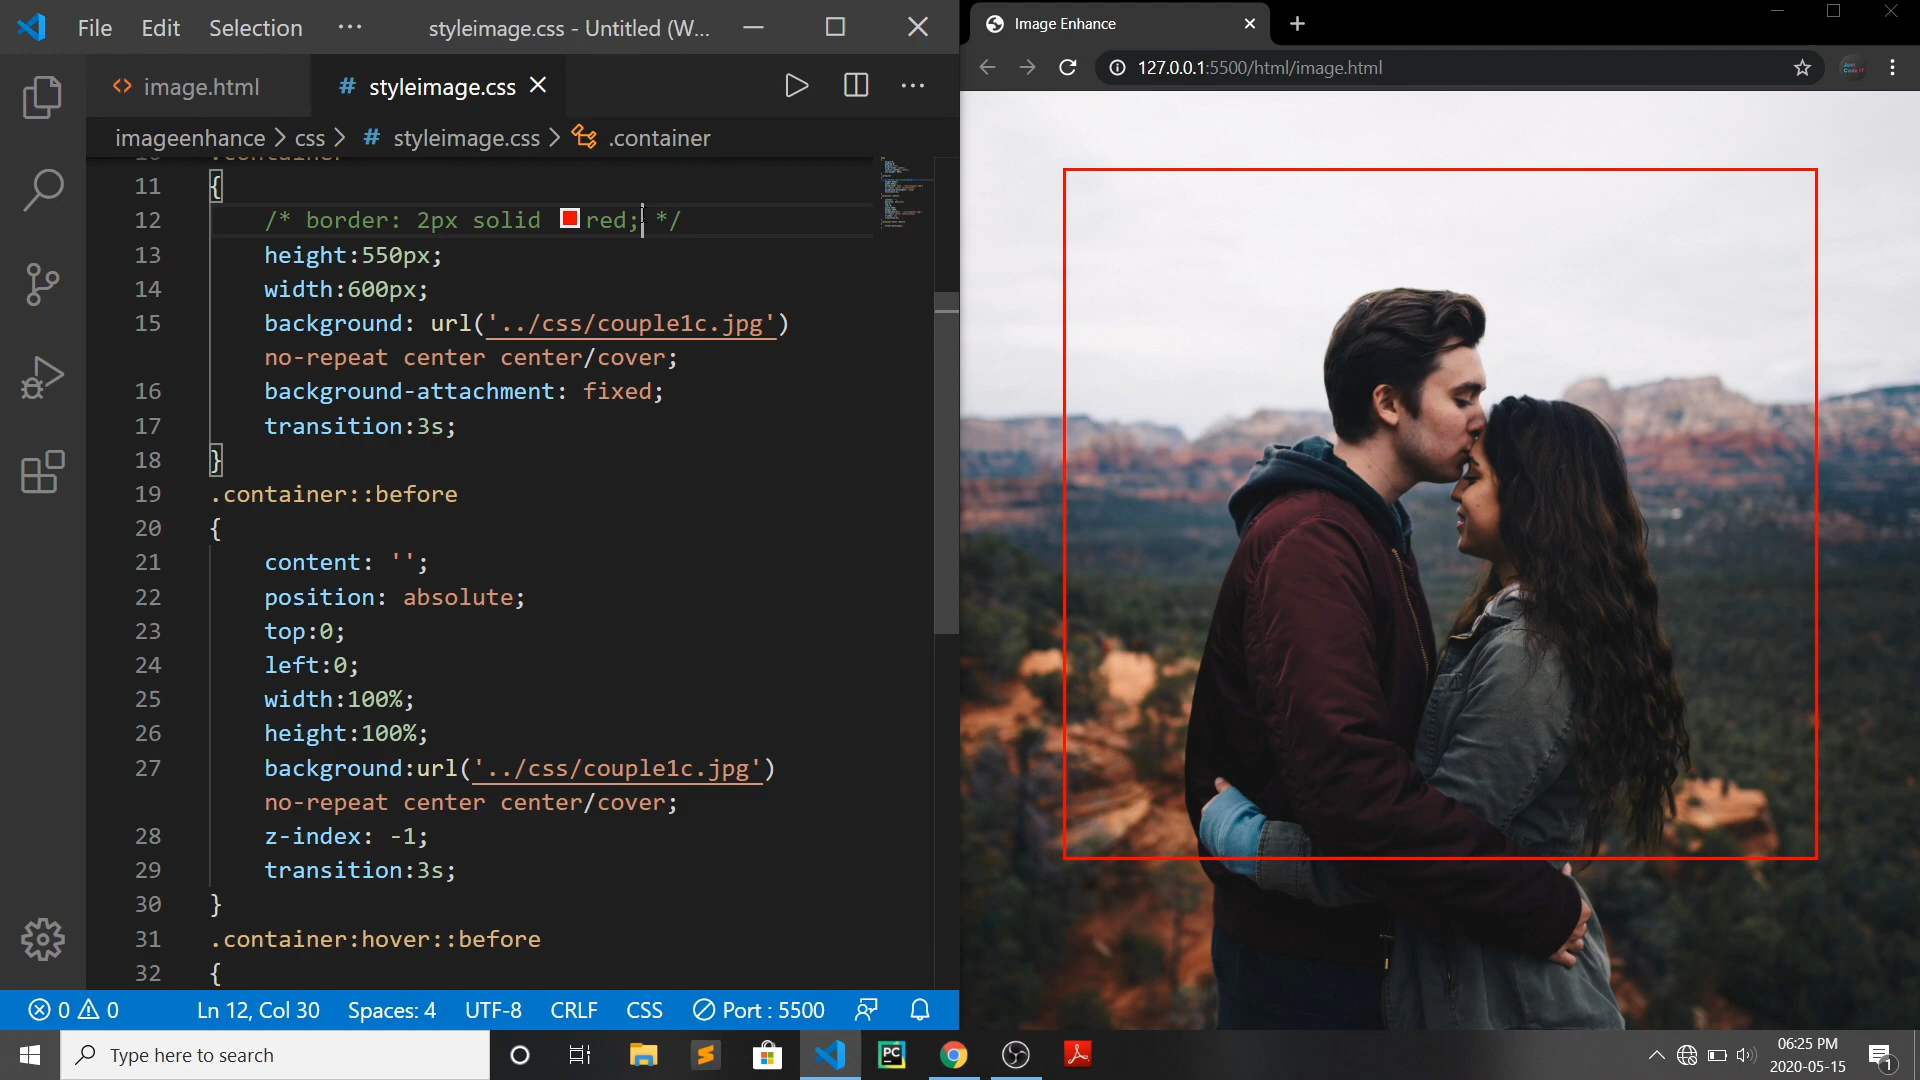 File Edit Selection ··· styleimage.css - Untitled (W...
image.html # styleimage.css
imageenhance > css > # styleimage.css > .container
10 .container
11 {
12 /* border: 2px solid red; */
13 height:550px;
14 width:600px;
15 background: url('../css/couple1c.jpg')
no-repeat center center/cover;
16 background-attachment: fixed;
17 transition:3s;
18 }
19 .container::before
20 {
21 content: '';
22 position: absolute;
23 top:0;
24 left:0;
25 width:100%;
26 height:100%;
27 background:url('../css/couple1c.jpg')
no-repeat center center/cover;
28 z-index: -1;
29 transition:3s;
30 }
31 .container:hover::before
32 {
0 0 Ln 12, Col 30 Spaces: 4 UTF-8 CRLF CSS Port : 5500
Image Enhance
127.0.0.1:5500/html/image.html
Type here to search
PC
06:25 PM
2020-05-15
1